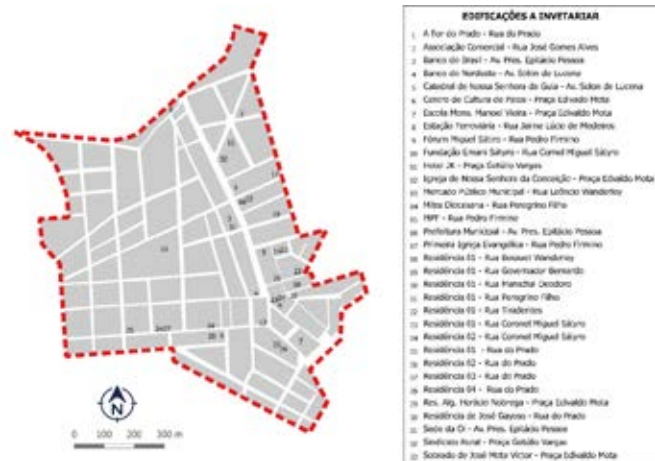 EDIFICAÇÕES A INVETARIAR
1 A flor do Prado - Rua do Prado
2 Associação Comercial - Rua José Gomes Alves
3 Banco do Brasil - Av. Pres. Epitácio Pessoa
4 Banco do Nordeste - Av. Solon de Lucena
5 Catedral de Nossa Senhora da Guia - Av. Solon de Lucena
6 Centro de Cultura de Patos - Praça Edivaldo Mota
7 Escola Mons. Manoel Vieira - Praça Edivaldo Mota
8 Estação Ferroviária - Rua Jaime Lúcio de Medeiros
9 Fórum Miguel Sátyro - Rua Pedro Firmino
10 Fundação Ernani Sátyro - Rua Coronel Miguel Sátyro
11 Hotel JK - Praça Getúlio Vargas
12 Igreja de Nossa Senhora da Conceição - Praça Edivaldo Mota
13 Mercado Público Municipal - Rua Leôncio Wanderley
14 Mitra Diocesana - Rua Peregrino Filho
15 MPF - Rua Pedro Firmino
16 Prefeitura Municipal - Av. Pres. Epitácio Pessoa
17 Primeira Igreja Evangélica - Rua Pedro Firmino
18 Residência 01 - Rua Bossuet Wanderley
19 Residência 01 - Rua Governador Bernardo
20 Residência 01 - Rua Marechal Deodoro
21 Residência 01 - Rua Peregrino Filho
22 Residência 01 - Rua Tiradentes
23 Residência 01 - Rua Coronel Miguel Sátyro
24 Residência 02 - Rua Coronel Miguel Sátyro
25 Residência 01 - Rua do Prado
26 Residência 02 - Rua do Prado
27 Residência 03 - Rua do Prado
28 Residência 04 - Rua do Prado
29 Res. Alg. Horácio Nóbrega - Praça Edivaldo Mota
30 Residência de José Gayoso - Rua do Prado
31 Sede da Oi - Av. Pres. Epitácio Pessoa
32 Sindicato Rural - Praça Getúlio Vargas
33 Sobrado de José Mota Victor - Praça Edivaldo Mota
N
0 100 200 300 m